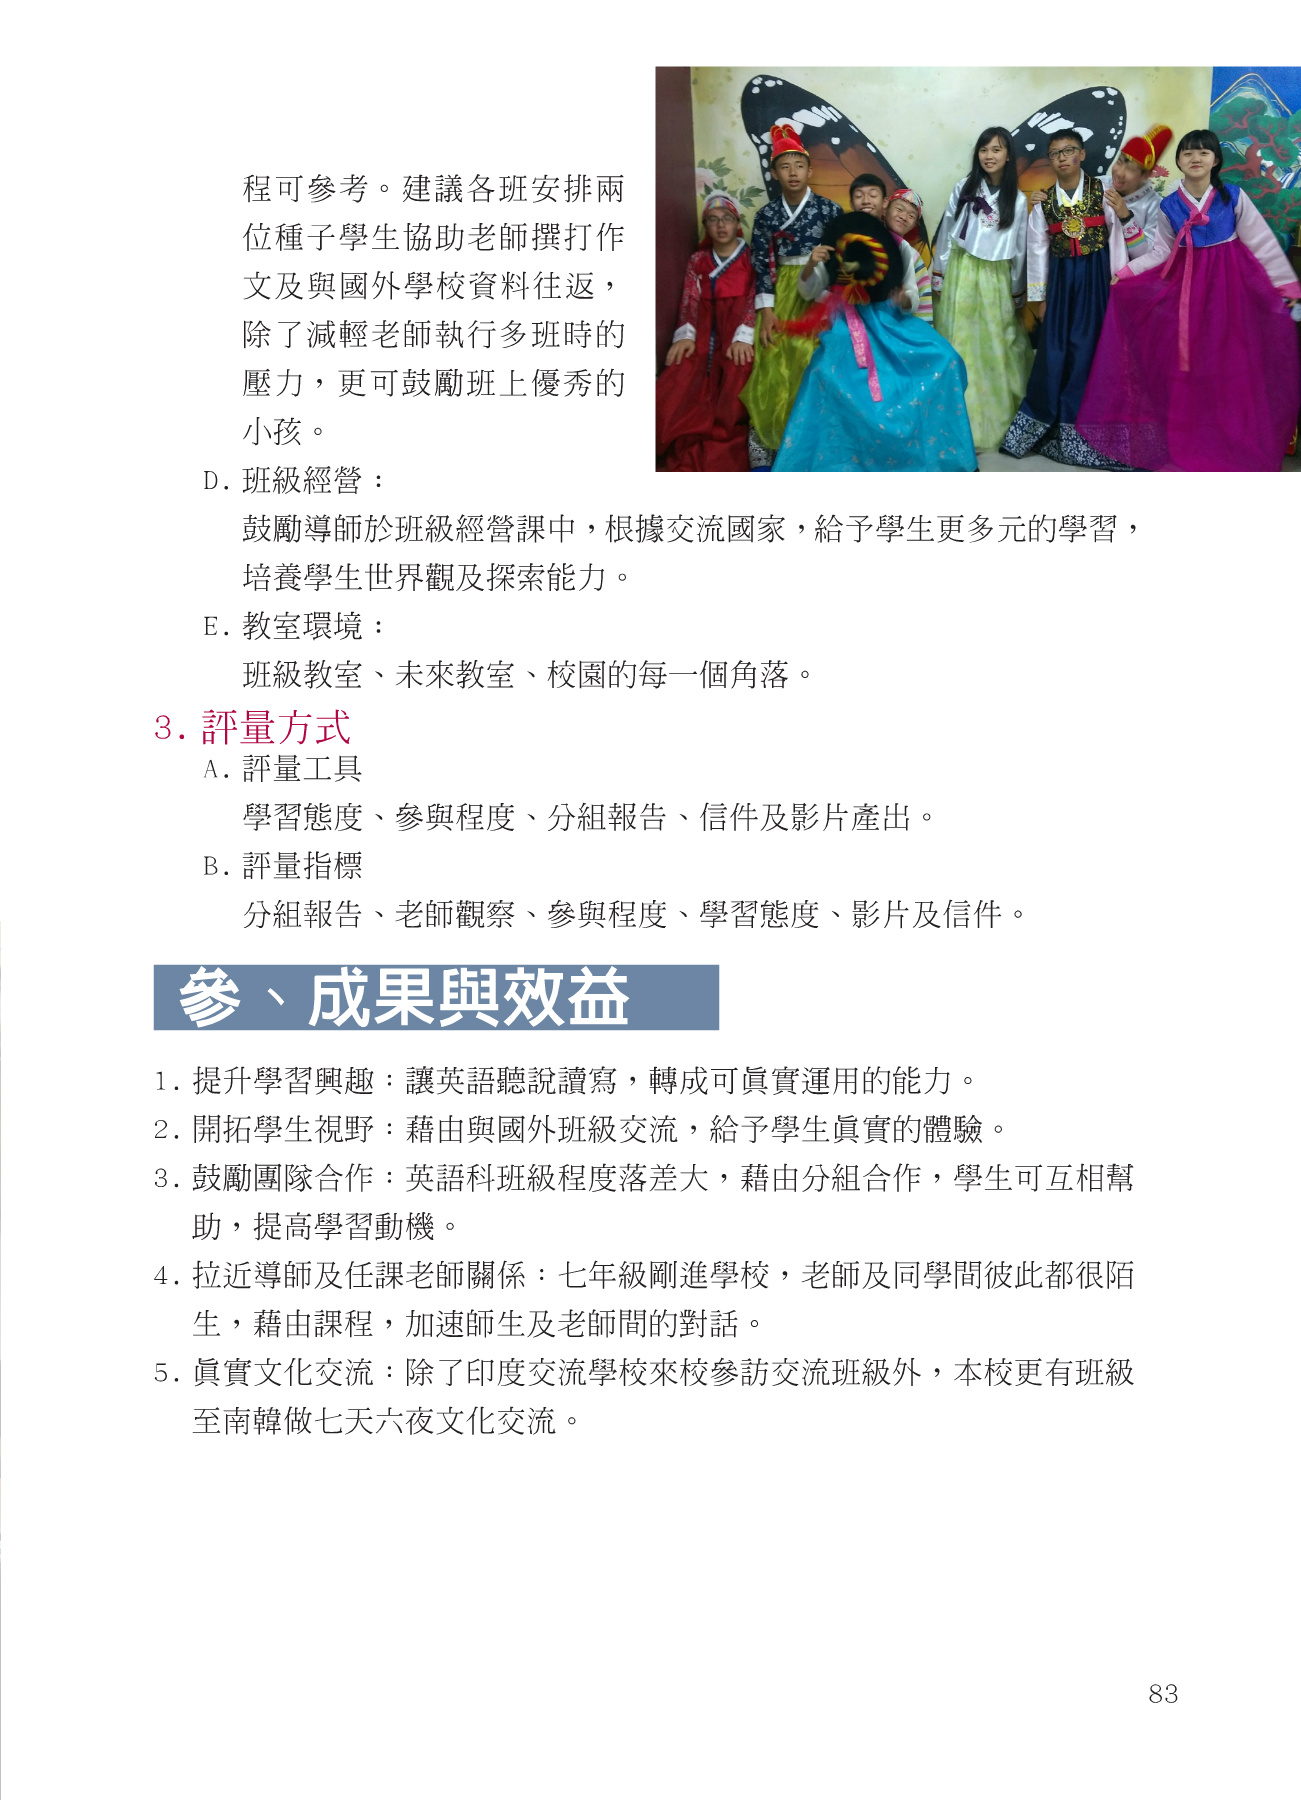 程可參考。建議各班安排兩
位種子學生協助老師撰打作
文及與國外學校資料往返，
除了減輕老師執行多班時的
壓力，更可鼓勵班上優秀的
小孩。
D. 班級經營：
鼓勵導師於班級經營課中，根據交流國家，給予學生更多元的學習，
培養學生世界觀及探索能力。
E. 教室環境：
班級教室、未來教室、校園的每一個角落。
3. 評量方式
A. 評量工具
學習態度、參與程度、分組報告、信件及影片產出。
B. 評量指標
分組報告、老師觀察、參與程度、學習態度、影片及信件。
參、成果與效益
1. 提升學習興趣：讓英語聽說讀寫，轉成可眞實運用的能力。
2. 開拓學生視野：藉由與國外班級交流，給予學生眞實的體驗。
3. 鼓勵團隊合作：英語科班級程度落差大，藉由分組合作，學生可互相幫
助，提高學習動機。
4. 拉近導師及任課老師關係：七年級剛進學校，老師及同學間彼此都很陌
生，藉由課程，加速師生及老師間的對話。
5. 眞實文化交流：除了印度交流學校來校參訪交流班級外，本校更有班級
至南韓做七天六夜文化交流。
83